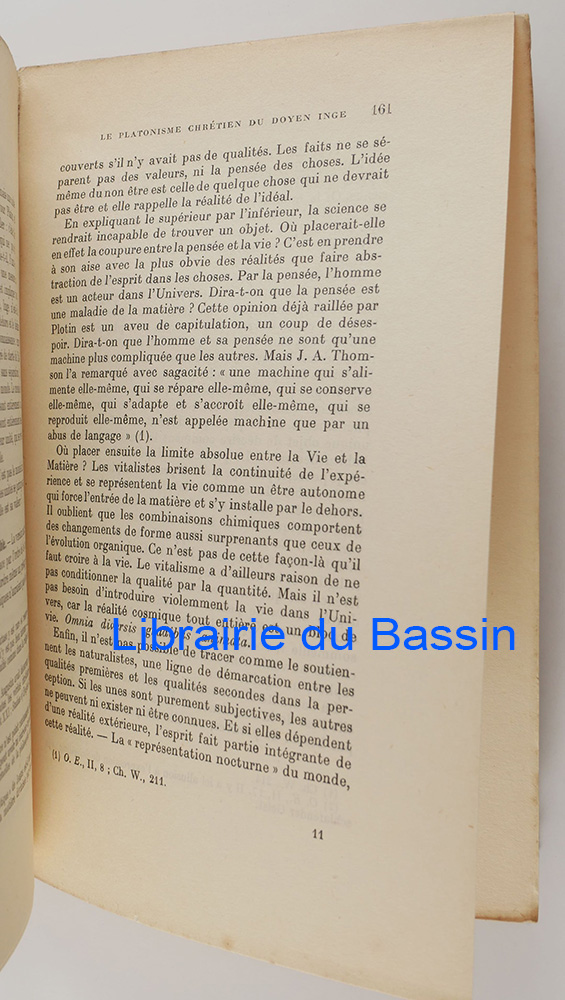 LE PLATONISME CHRÉTIEN DU DOYEN INGE 161
couverts s'il n'y avait pas de qualités. Les faits ne se sé-
parent pas des valeurs, ni la pensée des choses. L'idée
même du non être est celle de quelque chose qui ne devrait
pas être et elle rappelle la réalité de l'idéal.
En expliquant le supérieur par l'inférieur, la science se
rendrait incapable de trouver un objet. Où placerait-elle
en effet la coupure entre la pensée et la vie ? C'est en prendre
à son aise avec la plus obvie des réalités que faire abs-
traction de l'esprit dans les choses. Par la pensée, l'homme
est un acteur dans l'Univers. Dira-t-on que la pensée est
une maladie de la matière ? Cette opinion déjà raillée par
Plotin est un aveu de capitulation, un coup de déses-
poir. Dira-t-on que l'homme et sa pensée ne sont qu'une
machine plus compliquée que les autres. Mais J. A. Thom-
son l'a remarqué avec sagacité : « une machine qui s'ali-
mente elle-même, qui se répare elle-même, qui se conserve
elle-même, qui s'adapte et s'accroît elle-même, qui se
reproduit elle-même, n'est appelée machine que par un
abus de langage » (1).
Où placer ensuite la limite absolue entre la Vie et la
Matière ? Les vitalistes brisent la continuité de l'expé-
rience et se représentent la vie comme un être autonome
qui force l'entrée de la matière et s'y installe par le dehors.
Il oublient que les combinaisons chimiques comportent
des changements de forme aussi surprenants que ceux de
l'évolution organique. Ce n'est pas de cette façon-là qu'il
faut croire à la vie. Le vitalisme a d'ailleurs raison de ne
pas conditionner la qualité par la quantité. Mais il n'est
pas besoin d'introduire violemment la vie dans l'Uni-
vers, car la réalité cosmique tout entière est un bloc de
vie. Omnia diversis gradibus animata.
Librairie du Bassin
Enfin, il n'est pas possible de tracer comme le soutien-
nent les naturalistes, une ligne de démarcation entre les
qualités premières et les qualités secondes dans la per-
ception. Si les unes sont purement subjectives, les autres
ne peuvent ni exister ni être connues. Et si elles dépendent
d'une réalité extérieure, l'esprit fait partie intégrante de
cette réalité. — La « représentation nocturne » du monde,
(1) O. E., II, 8 ; Ch. W., 211.
11